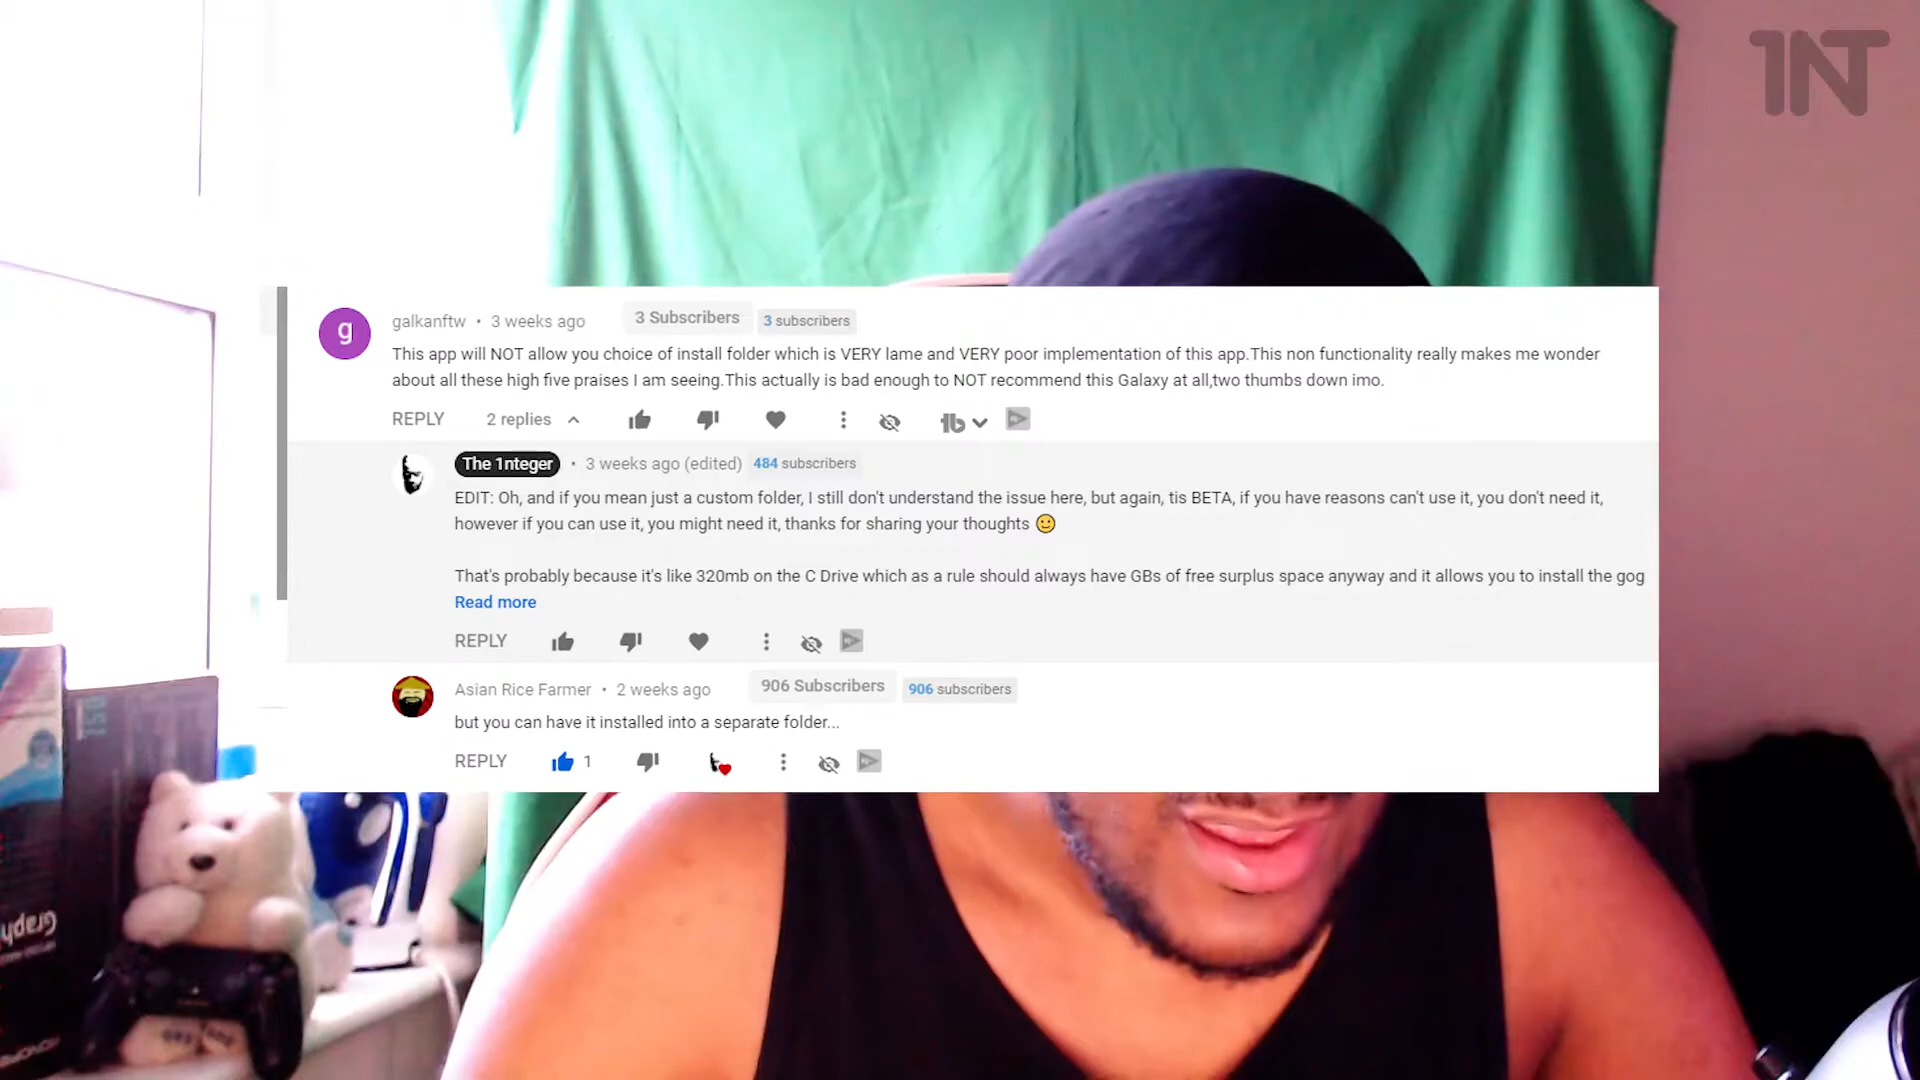 1NT
galkanftw • 3 weeks ago 3 Subscribers 3 subscribers
This app will NOT allow you choice of install folder which is VERY lame and VERY poor implementation of this app.This non functionality really makes me wonder
about all these high five praises I am seeing.This actually is bad enough to NOT recommend this Galaxy at all,two thumbs down imo.
REPLY 2 replies
The 1nteger • 3 weeks ago (edited) 484 subscribers
EDIT: Oh, and if you mean just a custom folder, I still don't understand the issue here, but again, tis BETA, if you have reasons can't use it, you don't need it,
however if you can use it, you might need it, thanks for sharing your thoughts 🙂
That's probably because it's like 320mb on the C Drive which as a rule should always have GBs of free surplus space anyway and it allows you to install the gog
Read more
REPLY
Asian Rice Farmer • 2 weeks ago 906 Subscribers 906 subscribers
but you can have it installed into a separate folder...
REPLY 1